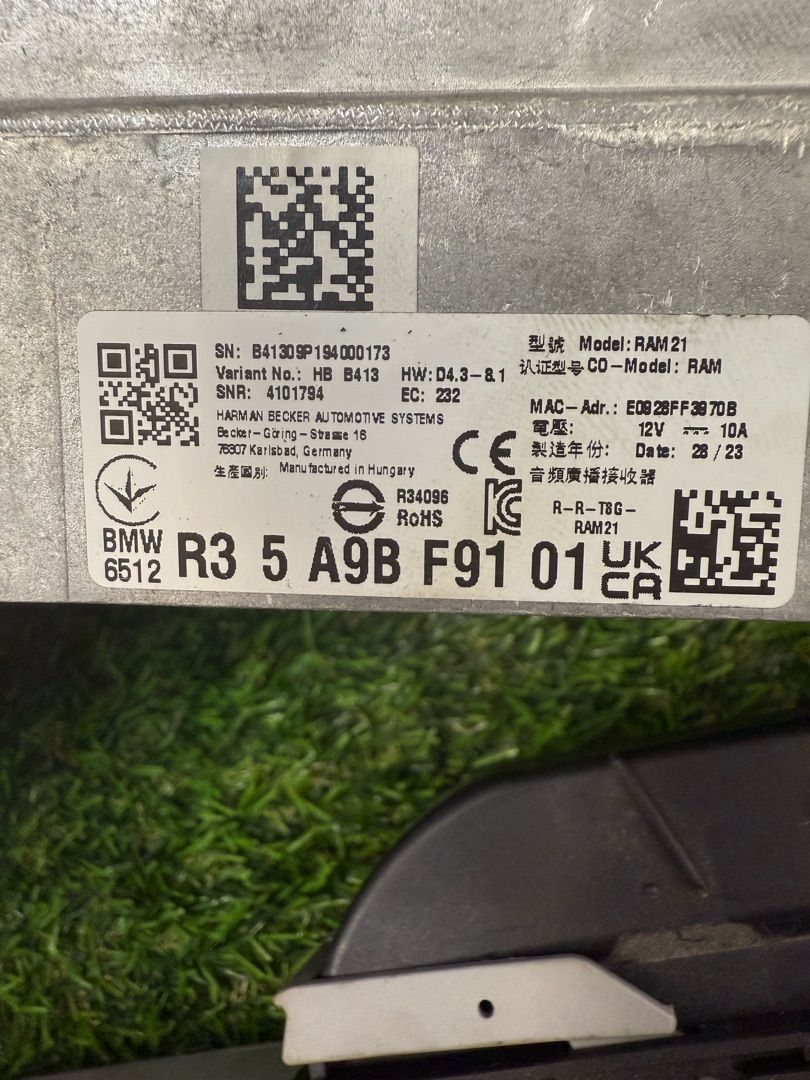 SN: B41309P194000173
Variant No.: HB B413 HW: D4.3-8.1
SNR: 4101794 EC: 232
HARMAN BECKER AUTOMOTIVE SYSTEMS
Becker-Göring-Strasse 16
76307 Karlsbad, Germany
生產國別: Manufactured in Hungary
型號 Model: RAM21
认证型号 CO-Model: RAM
MAC-Adr.: E0928FF3970B
電壓: 12V 10A
製造年份: Date: 28/23
音頻廣播接收器
CE
R34096
RoHS
R-R-T8G-
RAM21
BMW
6512
R3 5 A9B F91 01
UK
CA